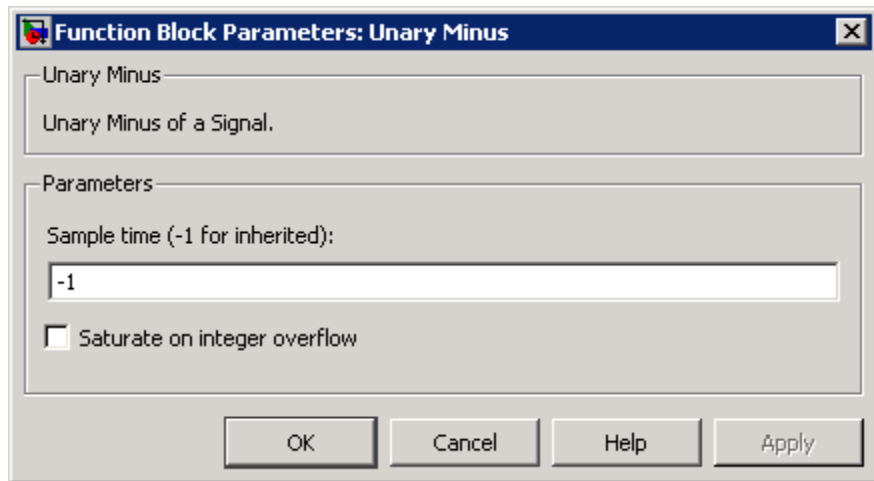 Function Block Parameters: Unary Minus
Unary Minus
Unary Minus of a Signal.
Parameters
Sample time (-1 for inherited):
-1
Saturate on integer overflow
OK Cancel Help Apply